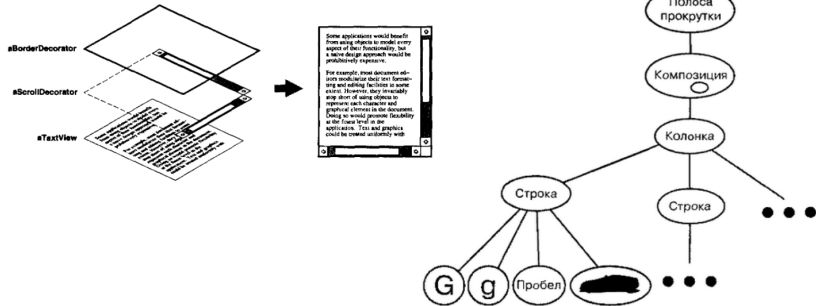 aBorderDecorator
aScrollDecorator
aTextView
Some applications would benefit
from using objects to model every
aspect of their functionality, but
a naive design approach would be
prohibitively expensive.
For example, most document edi-
tors modularize their text formatt-
ing and editing facilities to some
extent. However, they invariably
stop short of using objects to
represent each character and
graphical element in the document.
Doing so would promote flexibility
at the finest level in the
application. Text and graphics
could be treated uniformly with
Полоса
прокрутки
Композиция
Колонка
Строка
Строка
G
g
Пробел